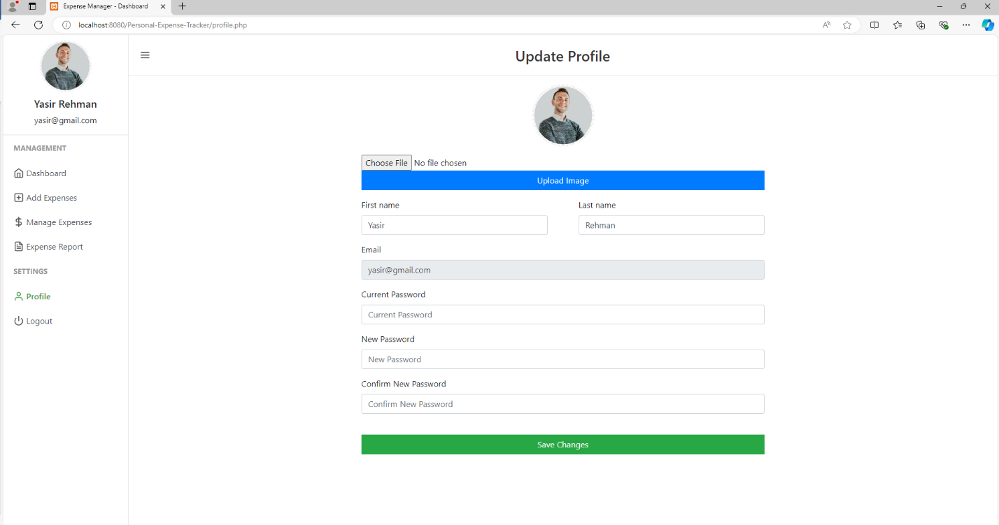 Expense Manager - Dashboard
localhost:8080/Personal-Expense-Tracker/profile.php
Yasir Rehman
yasir@gmail.com
MANAGEMENT
Dashboard
Add Expenses
Manage Expenses
Expense Report
SETTINGS
Profile
Logout
Update Profile
Choose File No file chosen
Upload Image
First name Last name
Yasir Rehman
Email
yasir@gmail.com
Current Password
Current Password
New Password
New Password
Confirm New Password
Confirm New Password
Save Changes